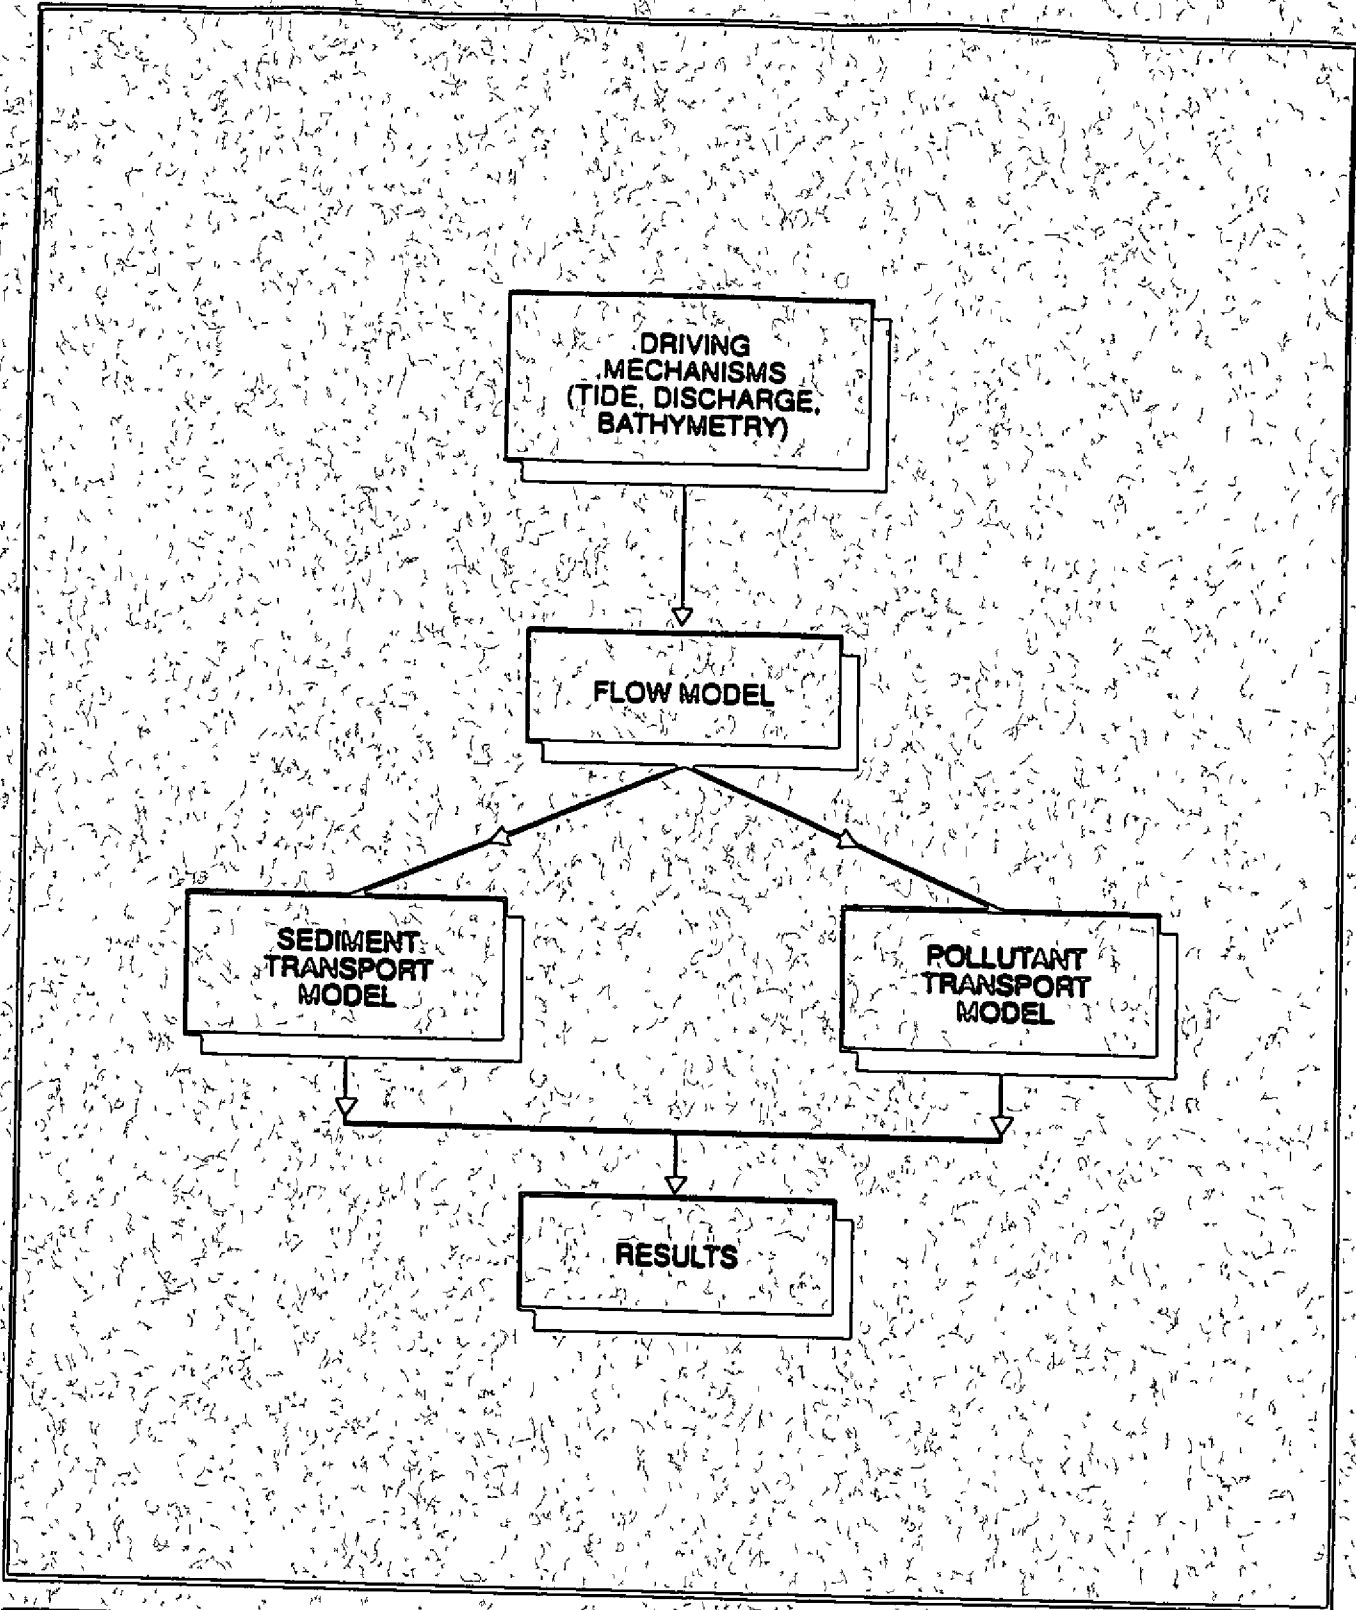 DRIVING
MECHANISMS
(TIDE, DISCHARGE,
BATHYMETRY)
FLOW MODEL
SEDIMENT
TRANSPORT
MODEL
POLLUTANT
TRANSPORT
MODEL
RESULTS